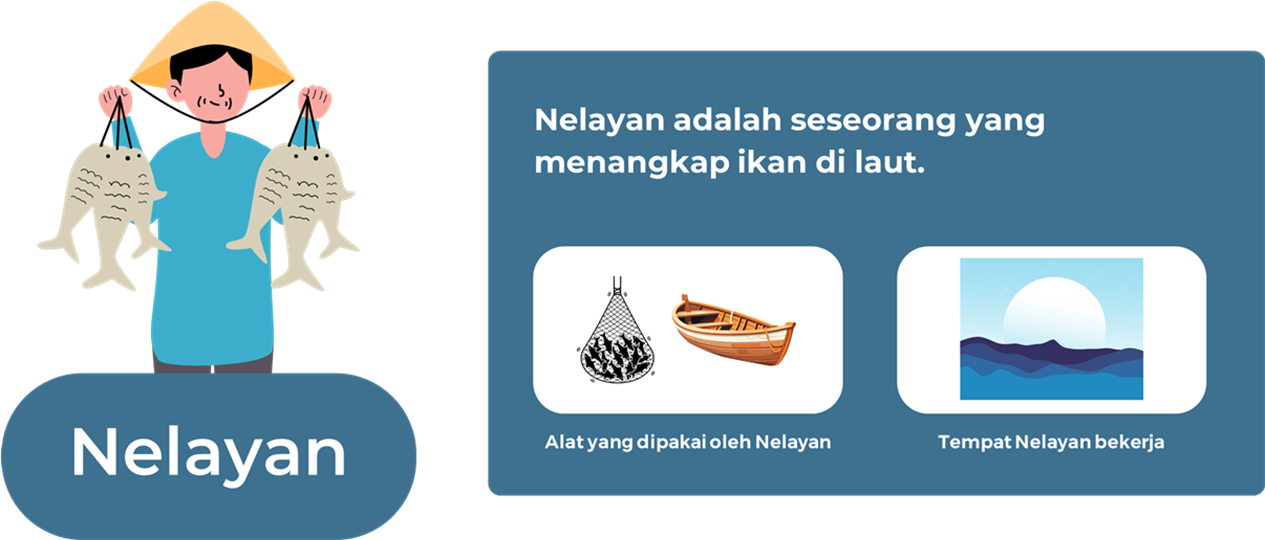 Nelayan
Nelayan adalah seseorang yang
menangkap ikan di laut.
Alat yang dipakai oleh Nelayan
Tempat Nelayan bekerja